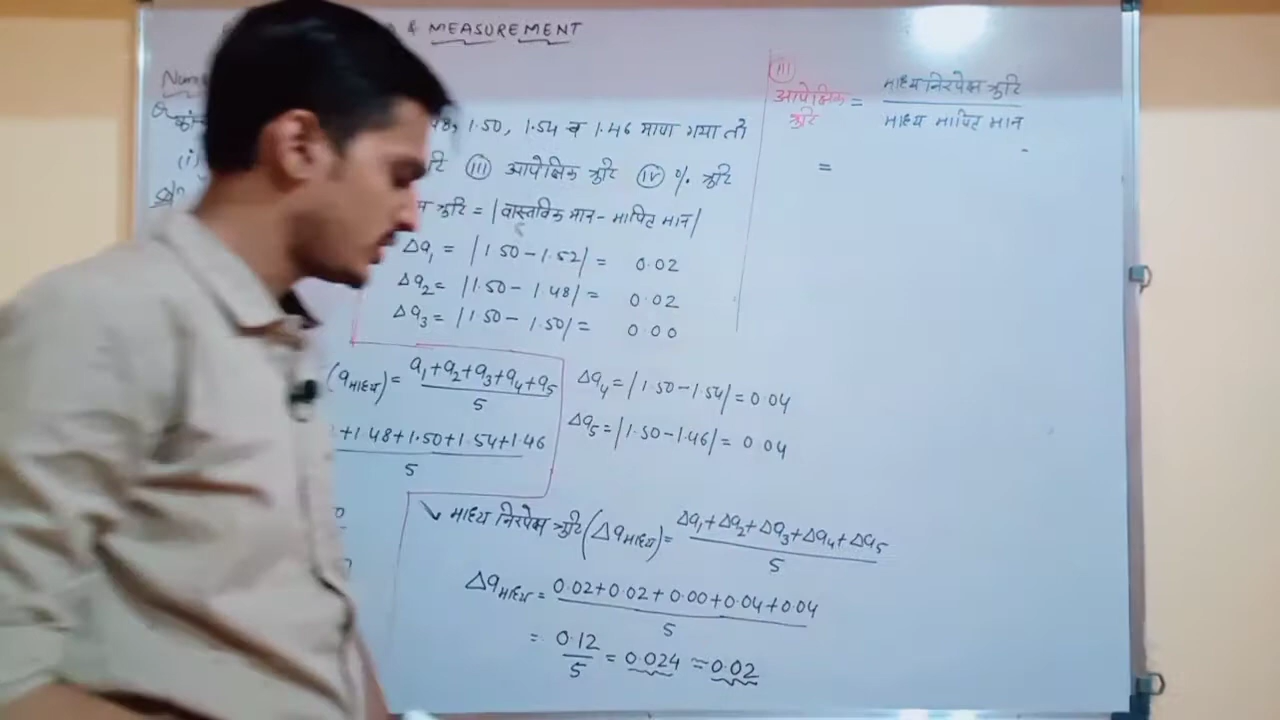 & MEASUREMENT
1.50, 1.54 व 1.46 मापा गया तो
(i)
त्रुटि (III) आपेक्षिक त्रुटि (IV) % त्रुटि
त्रुटि = |वास्तविक मान - मापित मान|
Δa₁ = |1.50 - 1.52| = 0.02
Δa₂ = |1.50 - 1.48| = 0.02
Δa₃ = |1.50 - 1.50| = 0.00
(aमाध्य) = a₁+a₂+a₃+a₄+a₅
5
+1.48+1.50+1.54+1.46
5
Δa₄ = |1.50-1.54| = 0.04
Δa₅ = |1.50-1.46| = 0.04
माध्य निरपेक्ष त्रुटि (Δaमाध्य) = Δa₁+Δa₂+Δa₃+Δa₄+Δa₅
5
Δaमाध्य = 0.02+0.02+0.00+0.04+0.04
5
= 0.12
5
= 0.024 ≈ 0.02
(III)
आपेक्षिक त्रुटि = माध्य निरपेक्ष त्रुटि
माध्य मापित मान
=